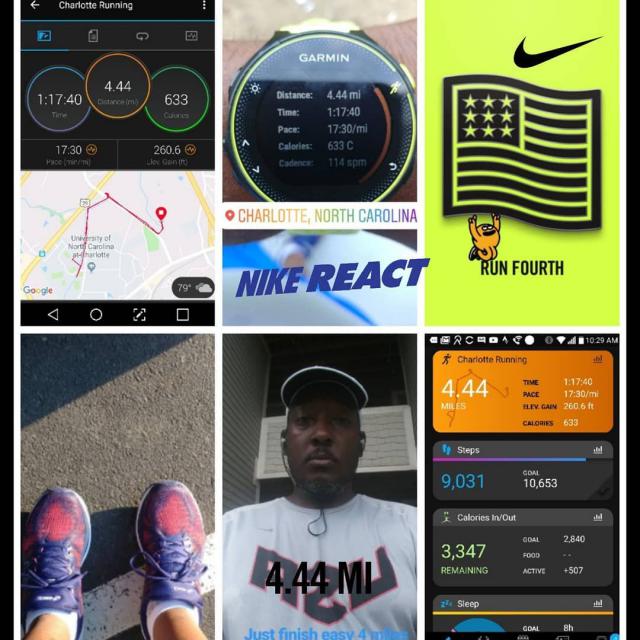 Charlotte Running
1:17:40
Time
4.44
Distance (mi)
633
Calories
17:30
Pace (min/mi)
260.6
Elev. Gain (ft)
University of
North Carolina
at Charlotte
Google
79°
GARMIN
Distance: 4.44 mi
Time: 1:17:40
Pace: 17:30/mi
Calories: 633 C
Cadence: 114 spm
CHARLOTTE, NORTH CAROLINA
NIKE REACT
RUN FOURTH
4.44 MI
Just finish easy 4 miles
10:29 AM
Charlotte Running
4.44
MILES
TIME 1:17:40
PACE 17:30/mi
ELEV. GAIN 260.6 ft
CALORIES 633
Steps
9,031
GOAL
10,653
Calories In/Out
3,347
REMAINING
GOAL 2,840
FOOD --
ACTIVE +507
Sleep
GOAL 8h